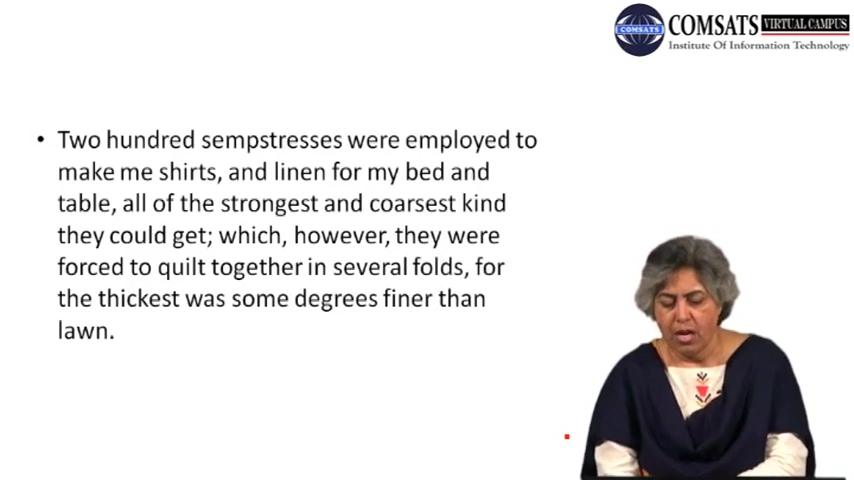 COMSATS VIRTUAL CAMPUS
COMSATS Institute Of Information Technology
• Two hundred sempstresses were employed to
make me shirts, and linen for my bed and
table, all of the strongest and coarsest kind
they could get; which, however, they were
forced to quilt together in several folds, for
the thickest was some degrees finer than
lawn.